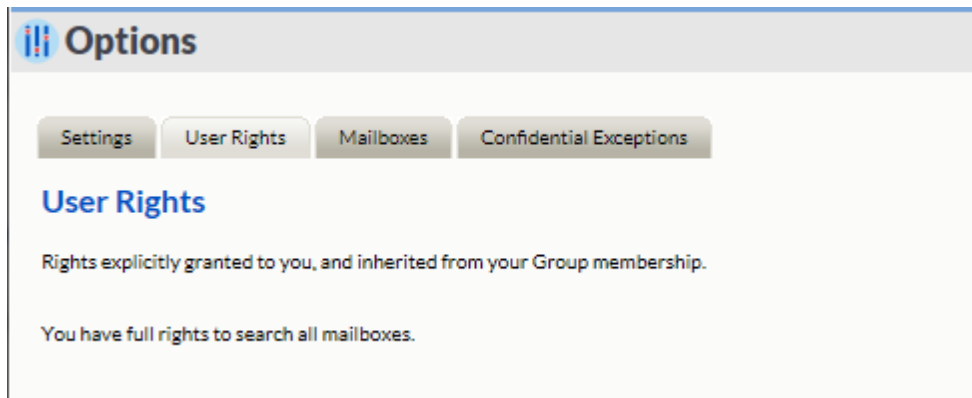 Options
Settings User Rights Mailboxes Confidential Exceptions
User Rights
Rights explicitly granted to you, and inherited from your Group membership.
You have full rights to search all mailboxes.